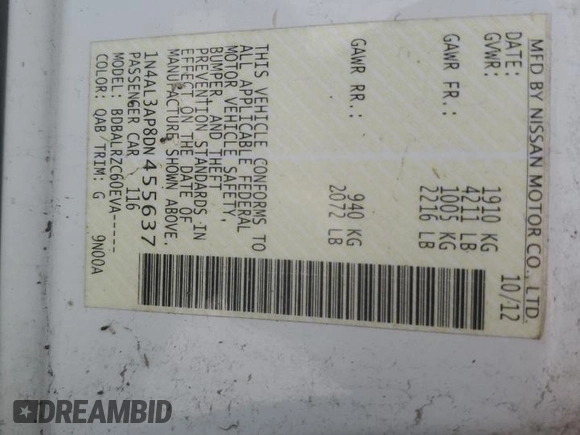 MFD BY NISSAN MOTOR CO., LTD.
DATE: 10/12
GVWR: 1910 KG
4211 LB
GAWR FR.: 1005 KG
2216 LB
GAWR RR.: 940 KG
2072 LB
THIS VEHICLE CONFORMS TO
ALL APPLICABLE FEDERAL
MOTOR VEHICLE SAFETY,
BUMPER, AND THEFT
PREVENTION STANDARDS IN
EFFECT ON THE DATE OF
MANUFACTURE SHOWN ABOVE.
1N4AL3AP8DN455637
PASSENGER CAR 116
MODEL: BDBALRZC60EVA-----
COLOR: QAB TRIM: G 9N00A
DREAMBID